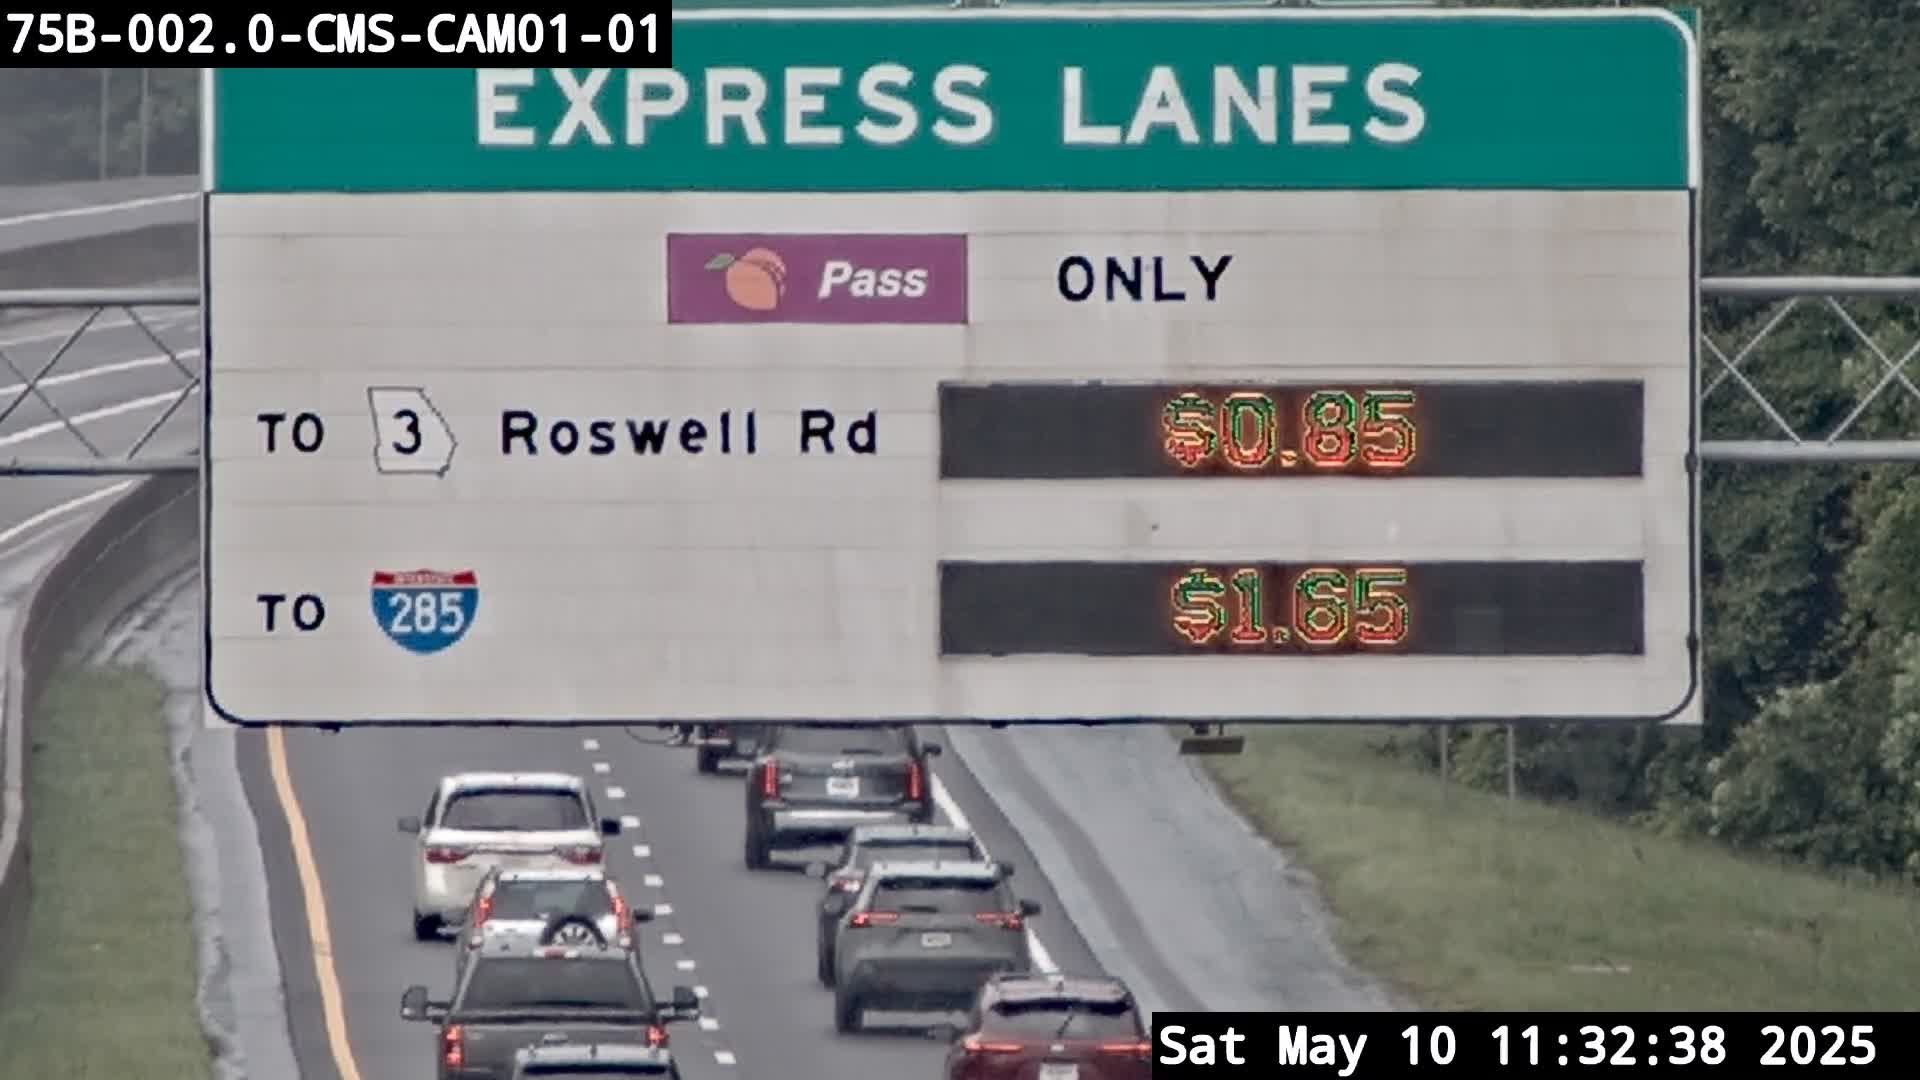 75B-002.0-CMS-CAM01-01
EXPRESS LANES
Pass ONLY
TO 3 Roswell Rd $0.85
TO 285 $1.65
Sat May 10 11:32:38 2025